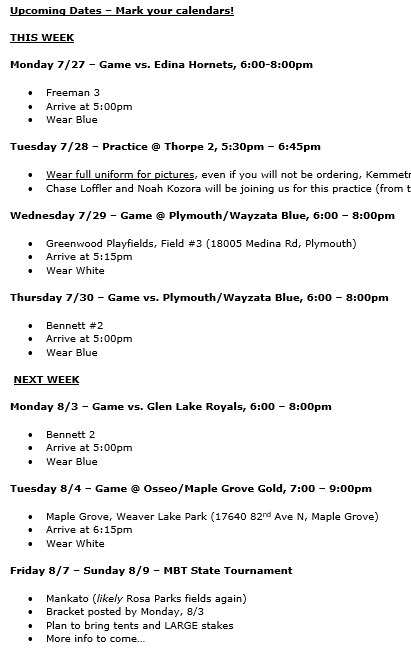 Upcoming Dates – Mark your calendars!
THIS WEEK
Monday 7/27 – Game vs. Edina Hornets, 6:00-8:00pm
• Freeman 3
• Arrive at 5:00pm
• Wear Blue
Tuesday 7/28 – Practice @ Thorpe 2, 5:30pm – 6:45pm
• Wear full uniform for pictures, even if you will not be ordering, Kemmetr
• Chase Loffler and Noah Kozora will be joining us for this practice (from t
Wednesday 7/29 – Game @ Plymouth/Wayzata Blue, 6:00 – 8:00pm
• Greenwood Playfields, Field #3 (18005 Medina Rd, Plymouth)
• Arrive at 5:15pm
• Wear White
Thursday 7/30 – Game vs. Plymouth/Wayzata Blue, 6:00 – 8:00pm
• Bennett #2
• Arrive at 5:00pm
• Wear Blue
NEXT WEEK
Monday 8/3 – Game vs. Glen Lake Royals, 6:00 – 8:00pm
• Bennett 2
• Arrive at 5:00pm
• Wear Blue
Tuesday 8/4 – Game @ Osseo/Maple Grove Gold, 7:00 – 9:00pm
• Maple Grove, Weaver Lake Park (17640 82nd Ave N, Maple Grove)
• Arrive at 6:15pm
• Wear White
Friday 8/7 – Sunday 8/9 – MBT State Tournament
• Mankato (likely Rosa Parks fields again)
• Bracket posted by Monday, 8/3
• Plan to bring tents and LARGE stakes
• More info to come…